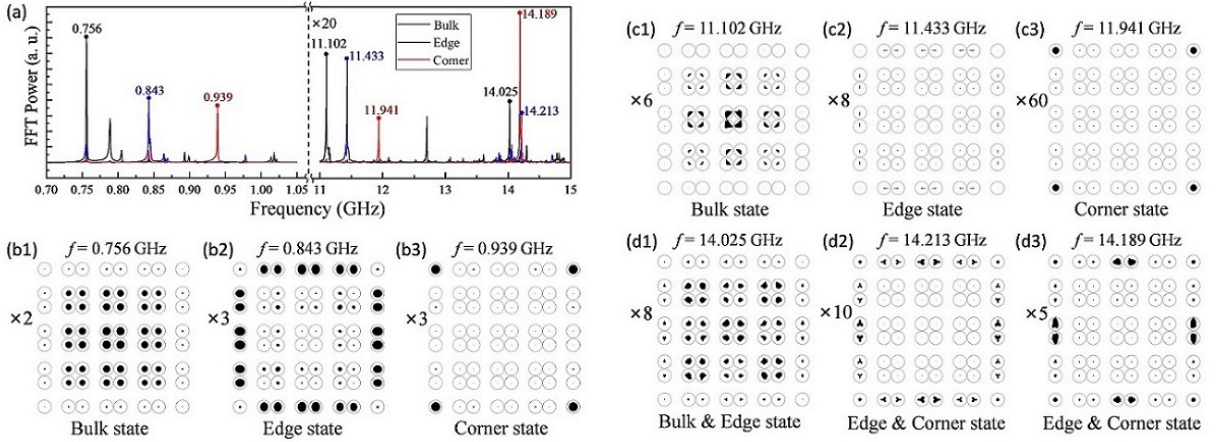 (a)
FFT Power (a. u.)
0.756
0.843
0.939
×20
11.102
11.433
11.941
14.025
14.189
14.213
Bulk
Edge
Corner
0.70 0.75 0.80 0.85 0.90 0.95 1.00 1.05 11 12 13 14 15
Frequency (GHz)
(b1) f = 0.756 GHz
×2
Bulk state
(b2) f = 0.843 GHz
×3
Edge state
(b3) f = 0.939 GHz
×3
Corner state
(c1) f = 11.102 GHz
×6
Bulk state
(c2) f = 11.433 GHz
×8
Edge state
(c3) f = 11.941 GHz
×60
Corner state
(d1) f = 14.025 GHz
×8
Bulk & Edge state
(d2) f = 14.213 GHz
×10
Edge & Corner state
(d3) f = 14.189 GHz
×5
Edge & Corner state